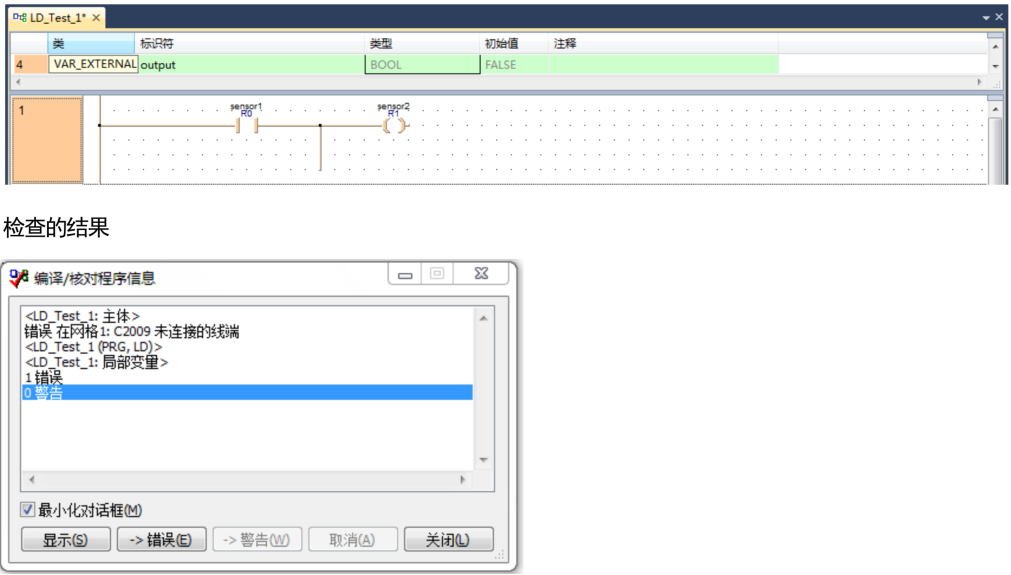 LD_Test_1*
类 标识符 类型 初始值 注释
4 VAR_EXTERNAL output BOOL FALSE
1
sensor1 sensor2
R0 R1
检查的结果
编译/核对程序信息
<LD_Test_1: 主体>
错误 在网格1: C2009 未连接的线端
<LD_Test_1 (PRG, LD)>
<LD_Test_1: 局部变量>
1 错误
0 警告
最小化对话框(M)
显示(S) -> 错误(E) -> 警告(W) 取消(A) 关闭(L)